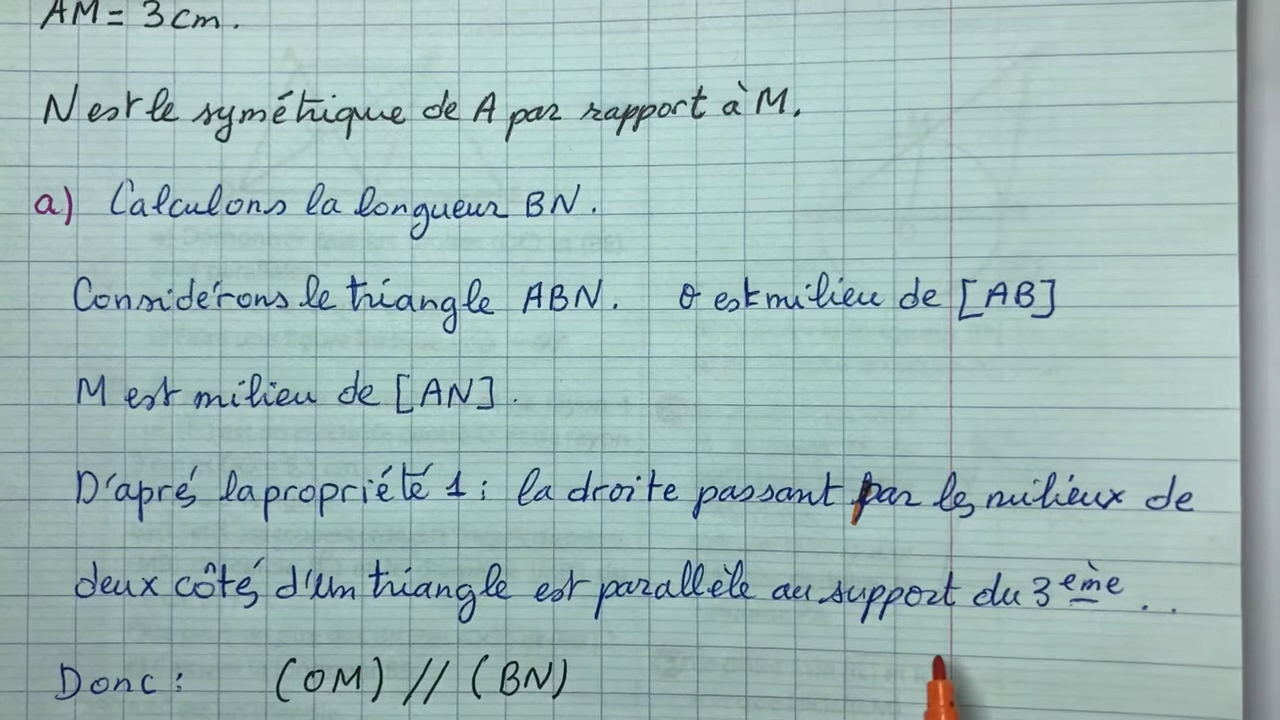 AM = 3cm.
N est le symétrique de A par rapport à M.
a) Calculons la longueur BN.
Considérons le triangle ABN. O est milieu de [AB]
M est milieu de [AN].
D'aprés la propriété 1 : la droite passant par les milieux de
deux côtés d'un triangle est parallèle au support du 3ème ..
Donc : (OM) // (BN)